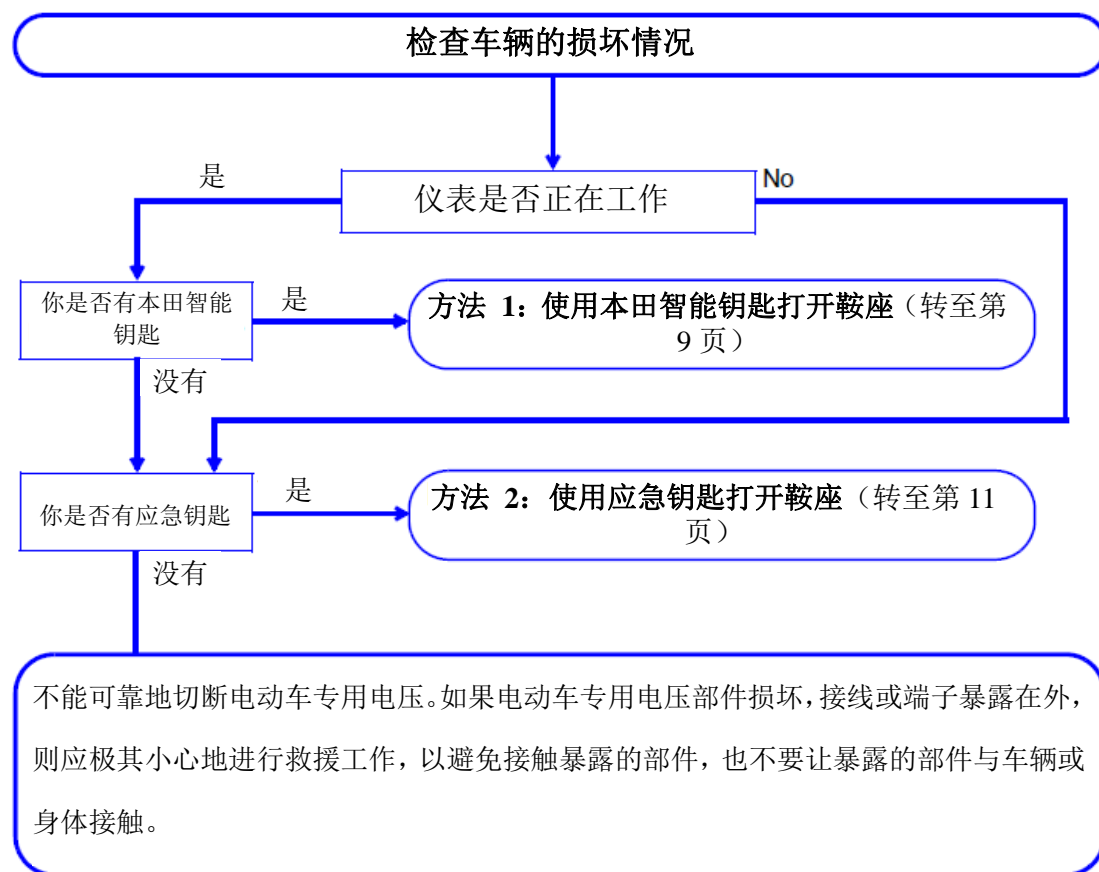 检查车辆的损坏情况
是
仪表是否正在工作
No
你是否有本田智能
钥匙
是
方法 1：使用本田智能钥匙打开鞍座（转至第
9 页）
没有
你是否有应急钥匙
是
方法 2：使用应急钥匙打开鞍座（转至第 11
页）
没有
不能可靠地切断电动车专用电压。如果电动车专用电压部件损坏，接线或端子暴露在外，
则应极其小心地进行救援工作，以避免接触暴露的部件，也不要让暴露的部件与车辆或
身体接触。